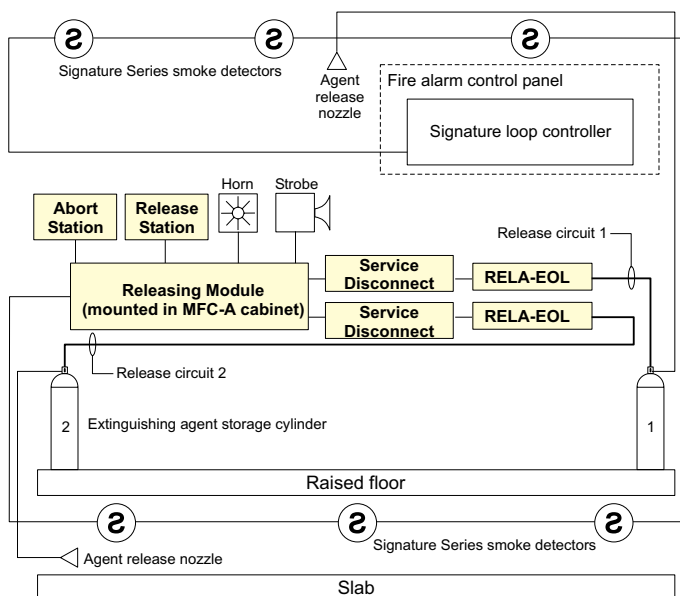 S
S
S
Signature Series smoke detectors
Agent
release
nozzle
Fire alarm control panel
Signature loop controller
Abort
Station
Release
Station
Horn
Strobe
Release circuit 1
Releasing Module
(mounted in MFC-A cabinet)
Service
Disconnect
RELA-EOL
Service
Disconnect
RELA-EOL
Release circuit 2
2
Extinguishing agent storage cylinder
1
Raised floor
S
S
S
Signature Series smoke detectors
Agent release nozzle
Slab